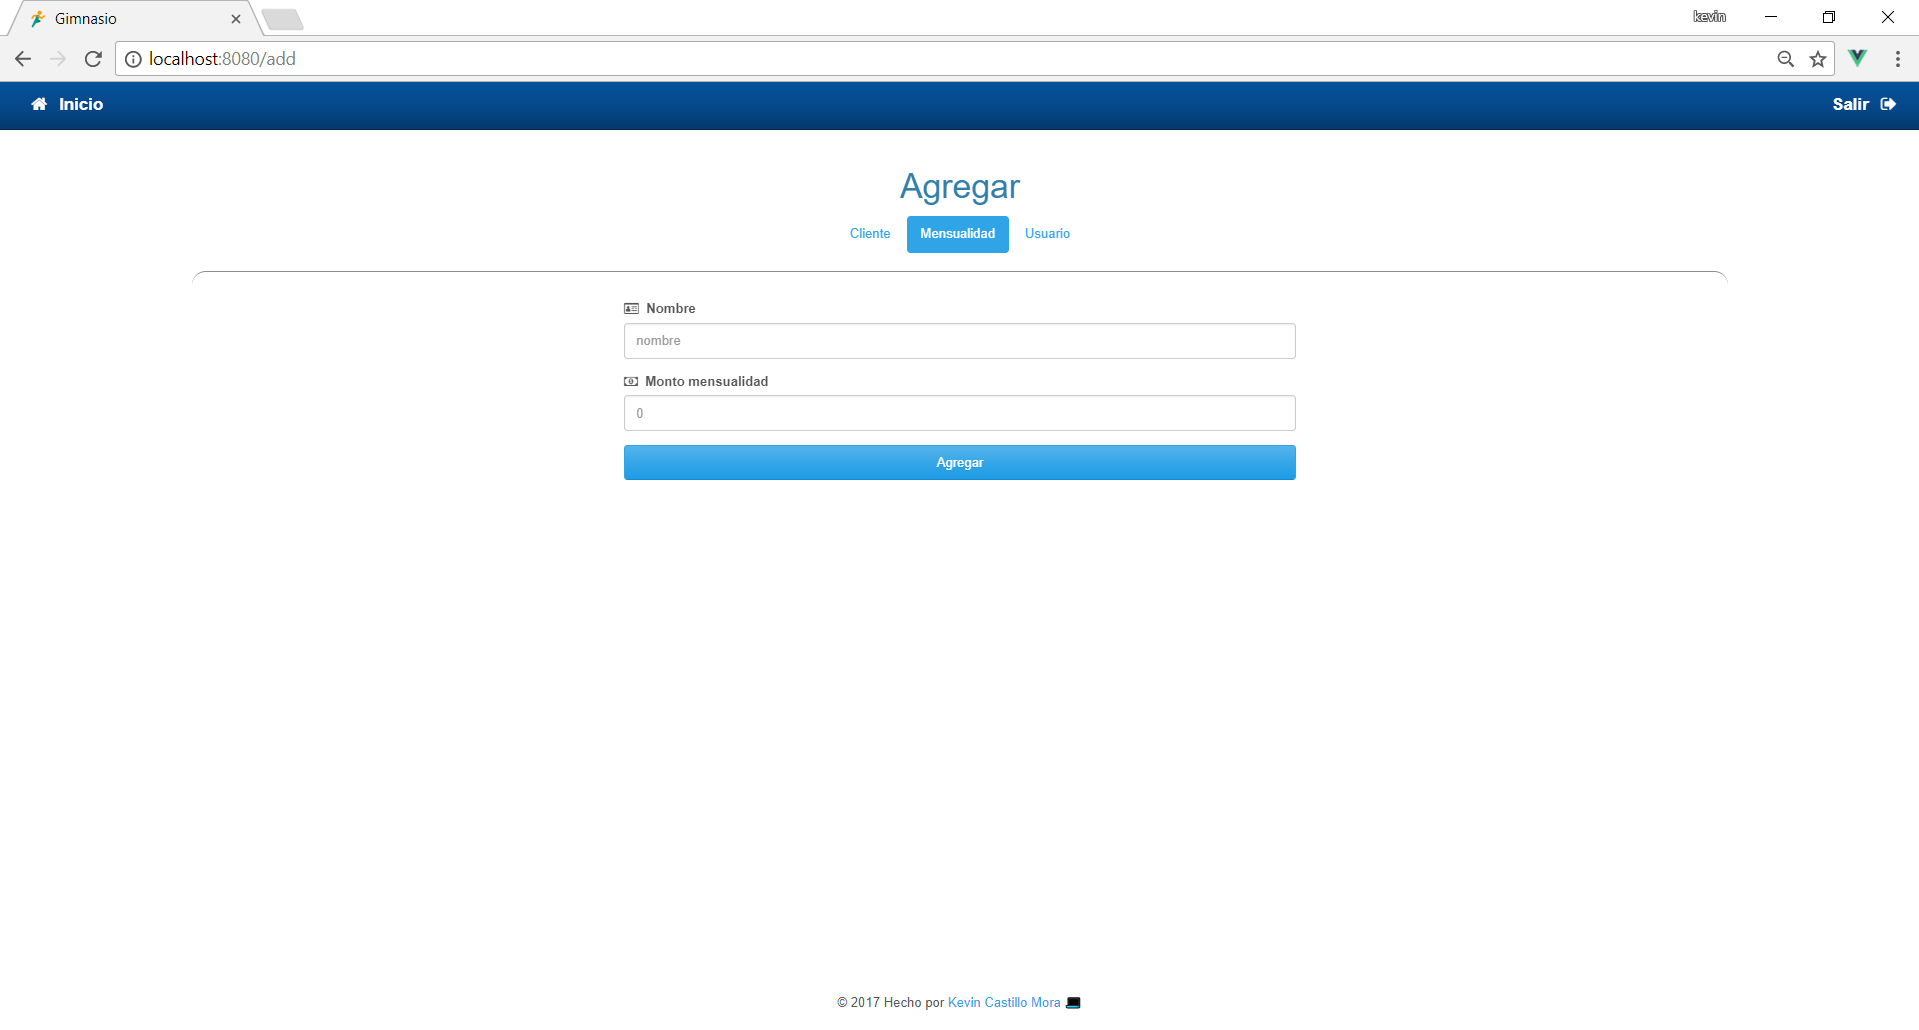 Gimnasio
kevin
localhost:8080/add
Inicio
Salir
Agregar
Cliente
Mensualidad
Usuario
Nombre
nombre
Monto mensualidad
0
Agregar
© 2017 Hecho por Kevin Castillo Mora